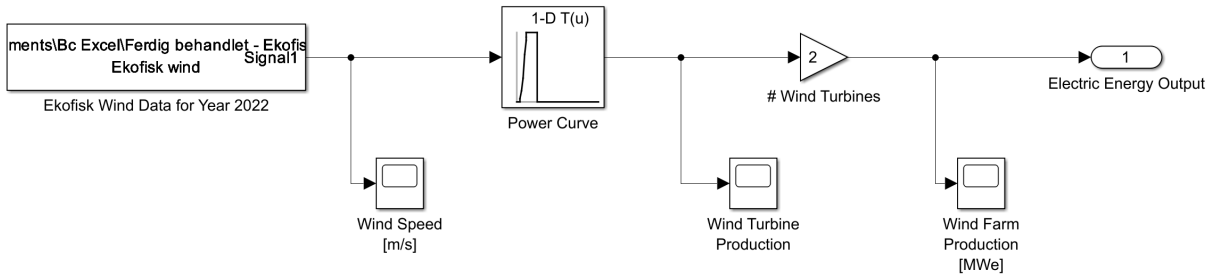 1-D T(u)
ments\Bc Excel\Ferdig behandlet - Ekofis
Signal1
Ekofisk wind
2
1
Ekofisk Wind Data for Year 2022
Power Curve
# Wind Turbines
Electric Energy Output
Wind Speed
[m/s]
Wind Turbine
Production
Wind Farm
Production
[MWe]